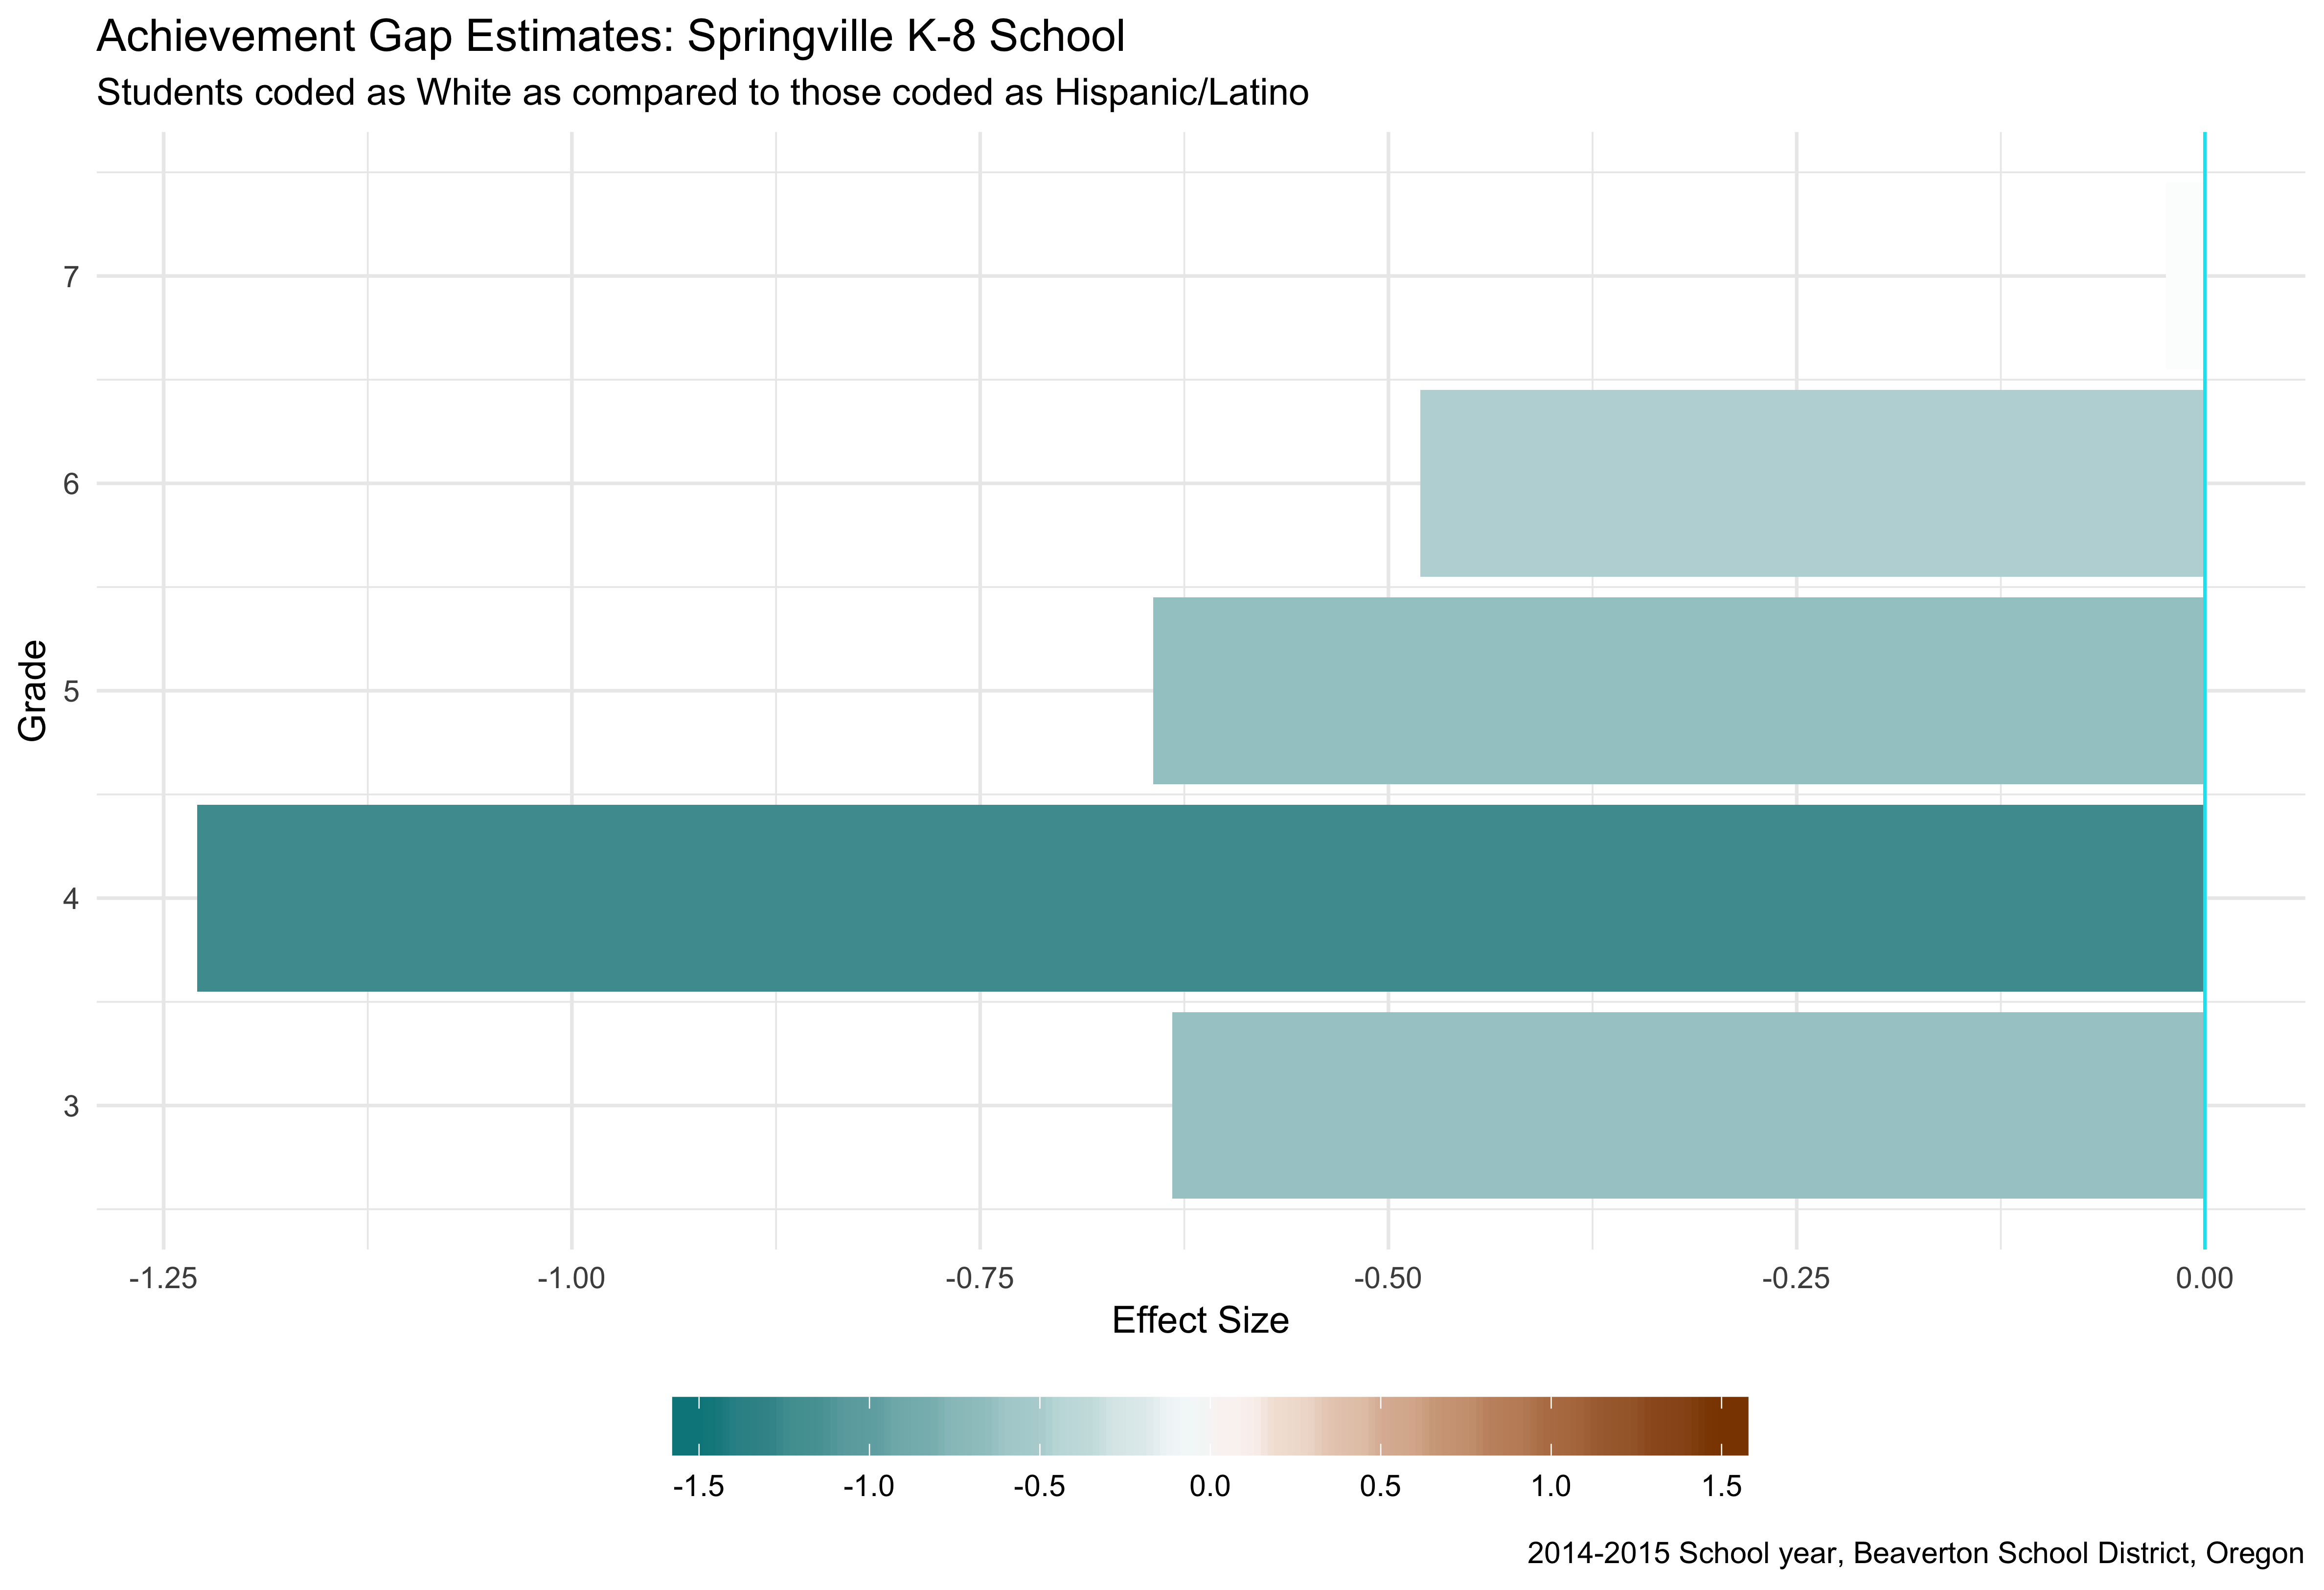 Achievement Gap Estimates: Springville K-8 School
Students coded as White as compared to those coded as Hispanic/Latino
Grade
7
6
5
4
3
-1.25 -1.00 -0.75 -0.50 -0.25 0.00
Effect Size
-1.5 -1.0 -0.5 0.0 0.5 1.0 1.5
2014-2015 School year, Beaverton School District, Oregon